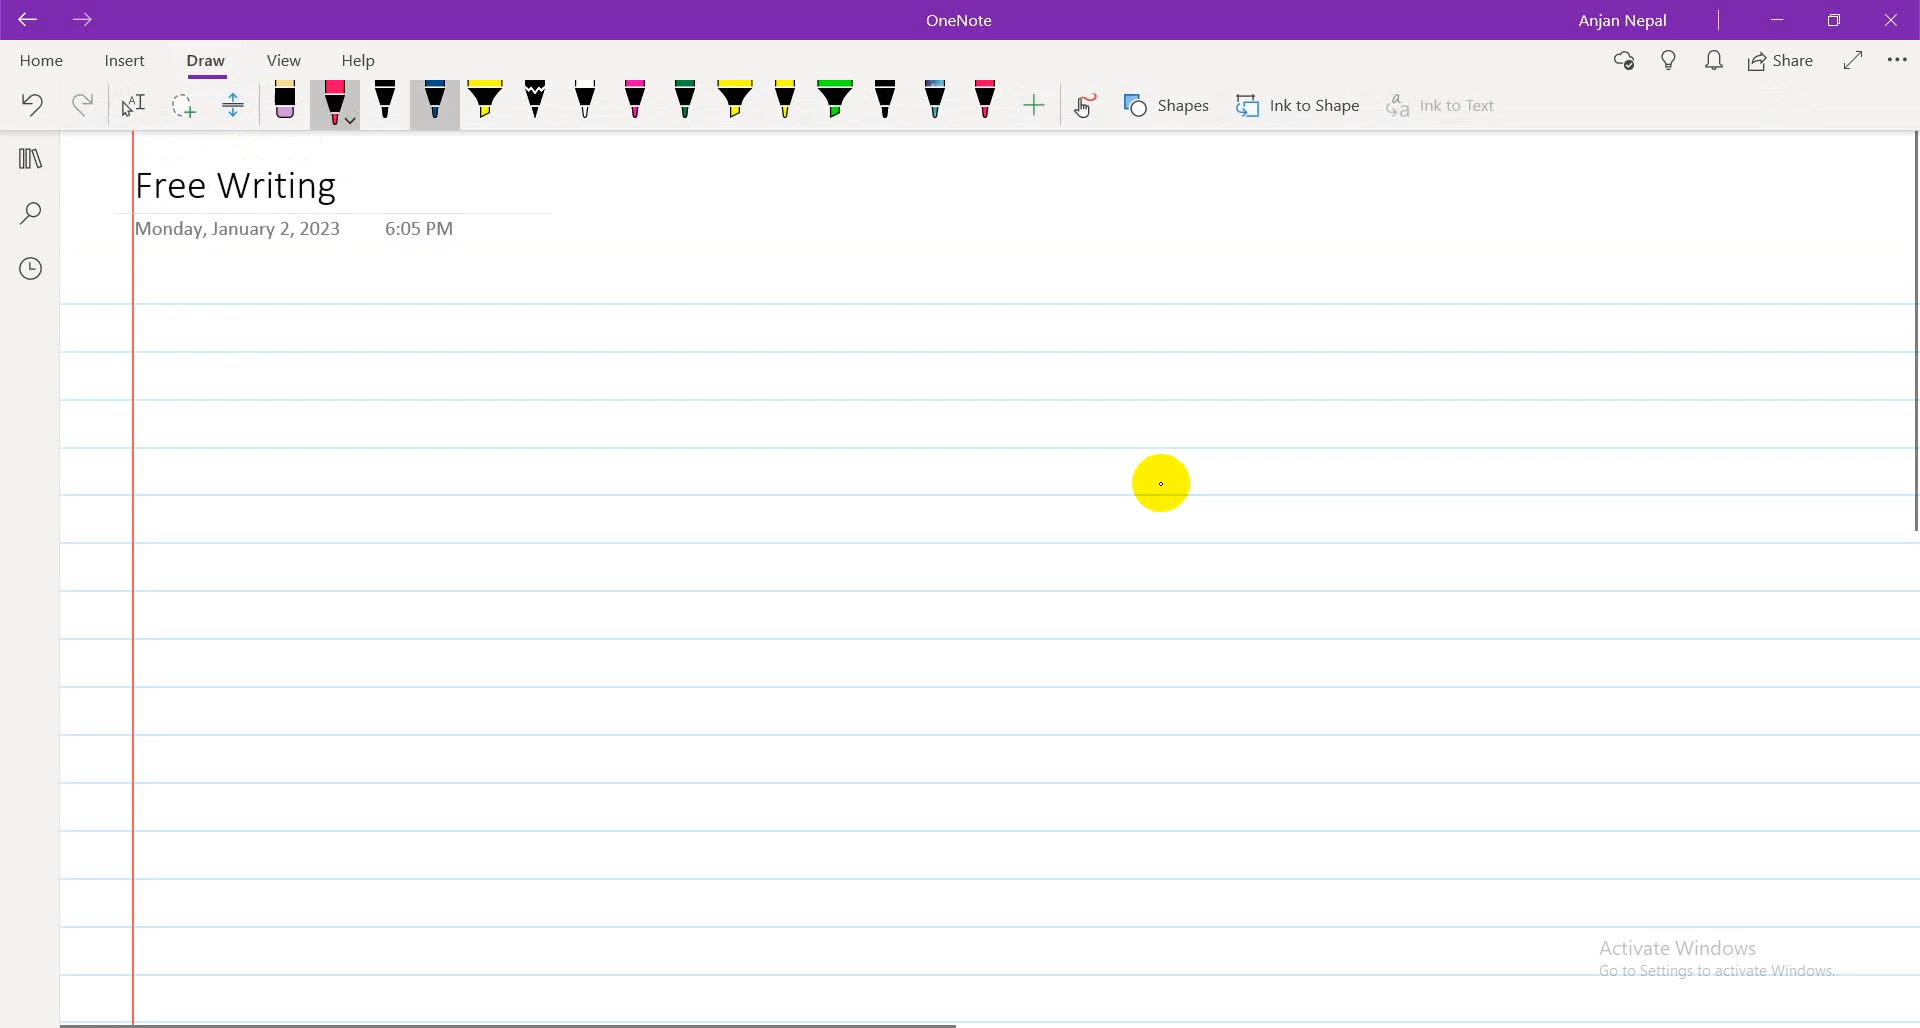 OneNote
Anjan Nepal
Home Insert Draw View Help
Share
Shapes Ink to Shape Ink to Text
Free Writing
Monday, January 2, 2023 6:05 PM
Activate Windows
Go to Settings to activate Windows.